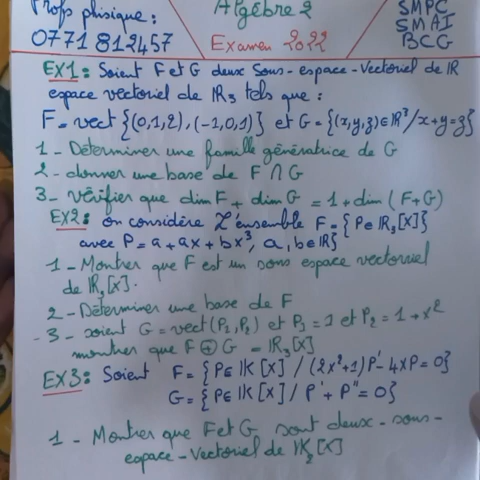 Profs phisique :
0771 812457
Algébre 2
Examen 2022
SMPC
SMAI
BCG
EX1 : Soient F et G deux Sous-espace-Vectoriel de IR
espace vectoriel de IR3 tels que :
F = vect {(0,1,2),(-1,0,1)} et G = {(x,y,z)∈IR³/x+y=z}
1 - Déterminer une famille génératrice de G
2 - donner une base de F ∩ G
3 - vérifier que dim F + dim G = 1 + dim (F+G)
EX2 : on considère l'ensemble F = {P∈IR3[X]}
avec P = a + ax + bx³, a,b∈IR}
1 - Montrer que F est un sous espace vectoriel
de IR3[X].
2 - Déterminer une base de F
- 3 - soient G = vect(P1,P2) et P1 = 1 et P2 = 1 + x²
montrer que F ⊕ G = IR3[X]
EX3 : Soient F = {P∈IK[X] / (2x²+1)P' - 4XP = 0}
G = {P∈IK[X] / P' + P'' = 0}
1 - Montrer que F et G sont deux - sous-
espace - Vectoriel de IK2[X]